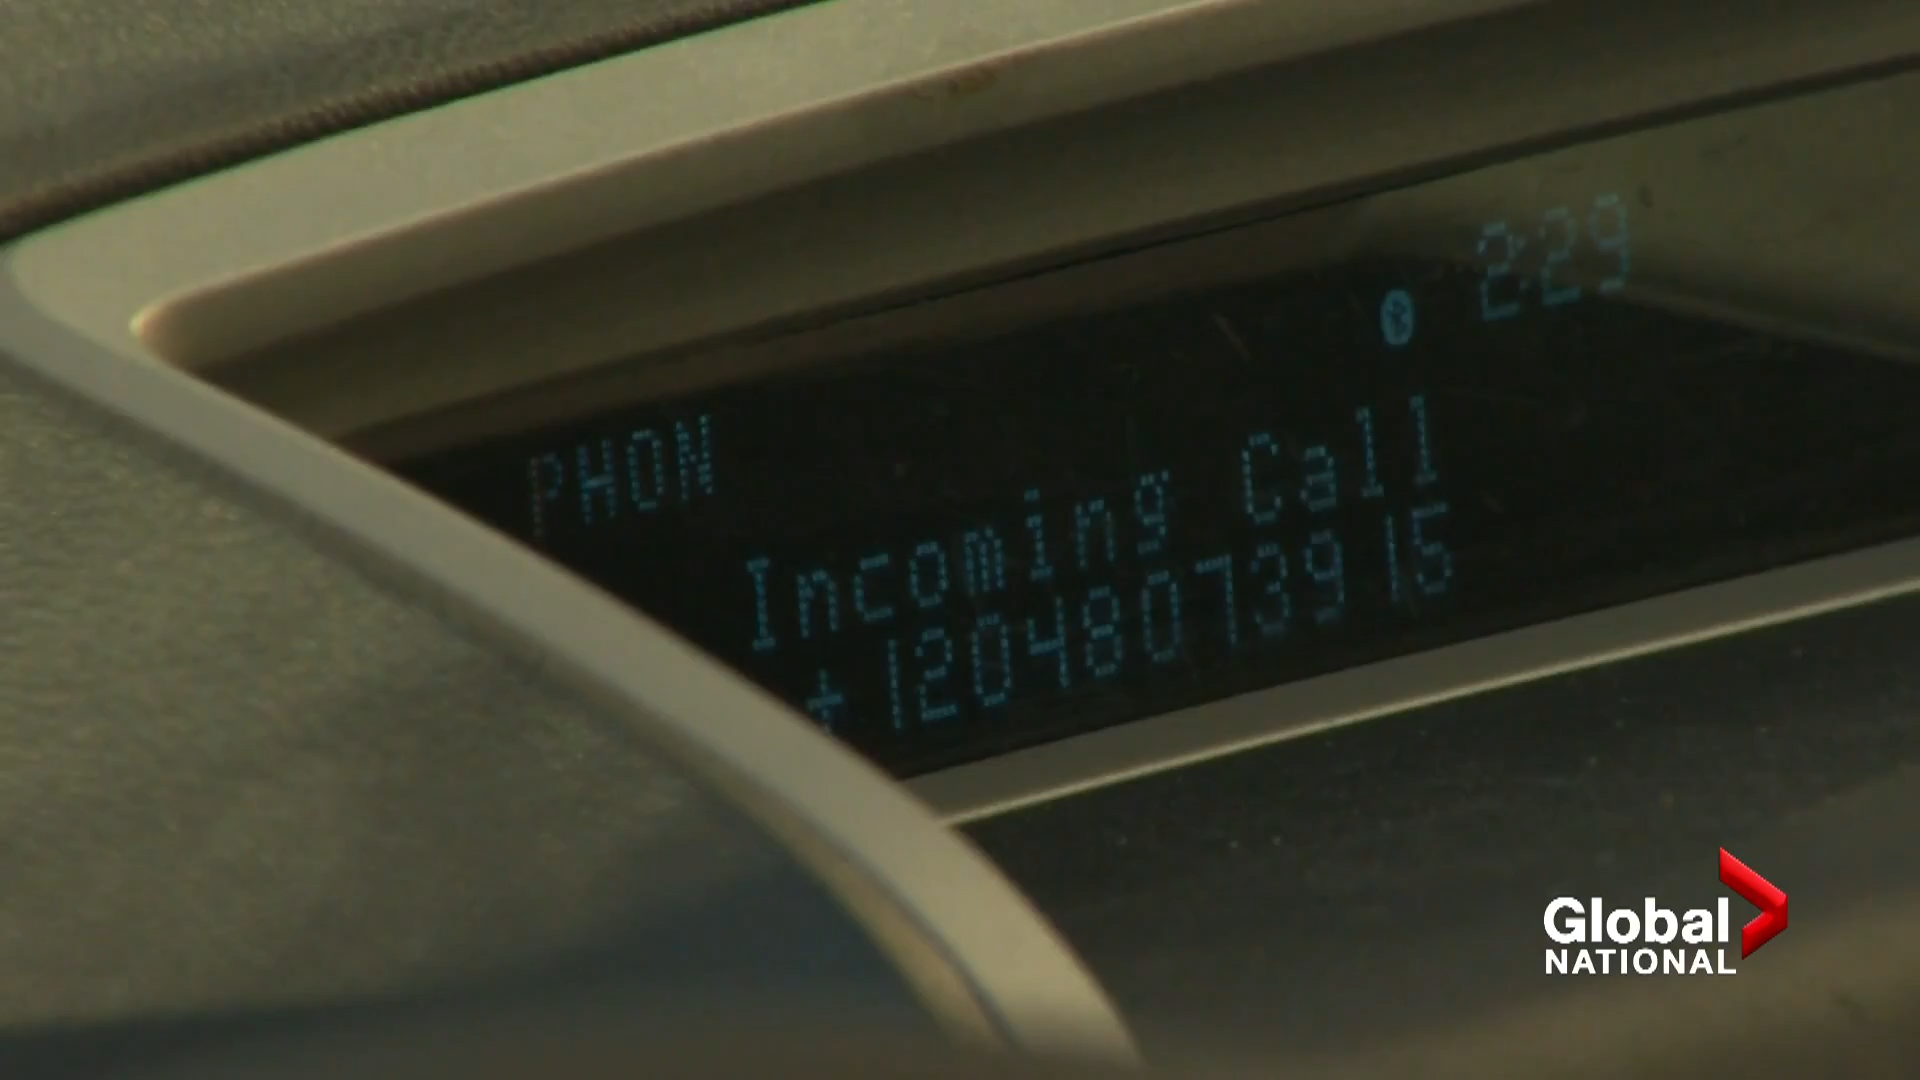 2:29
PHON
Incoming Call
+12048073915
Global
NATIONAL